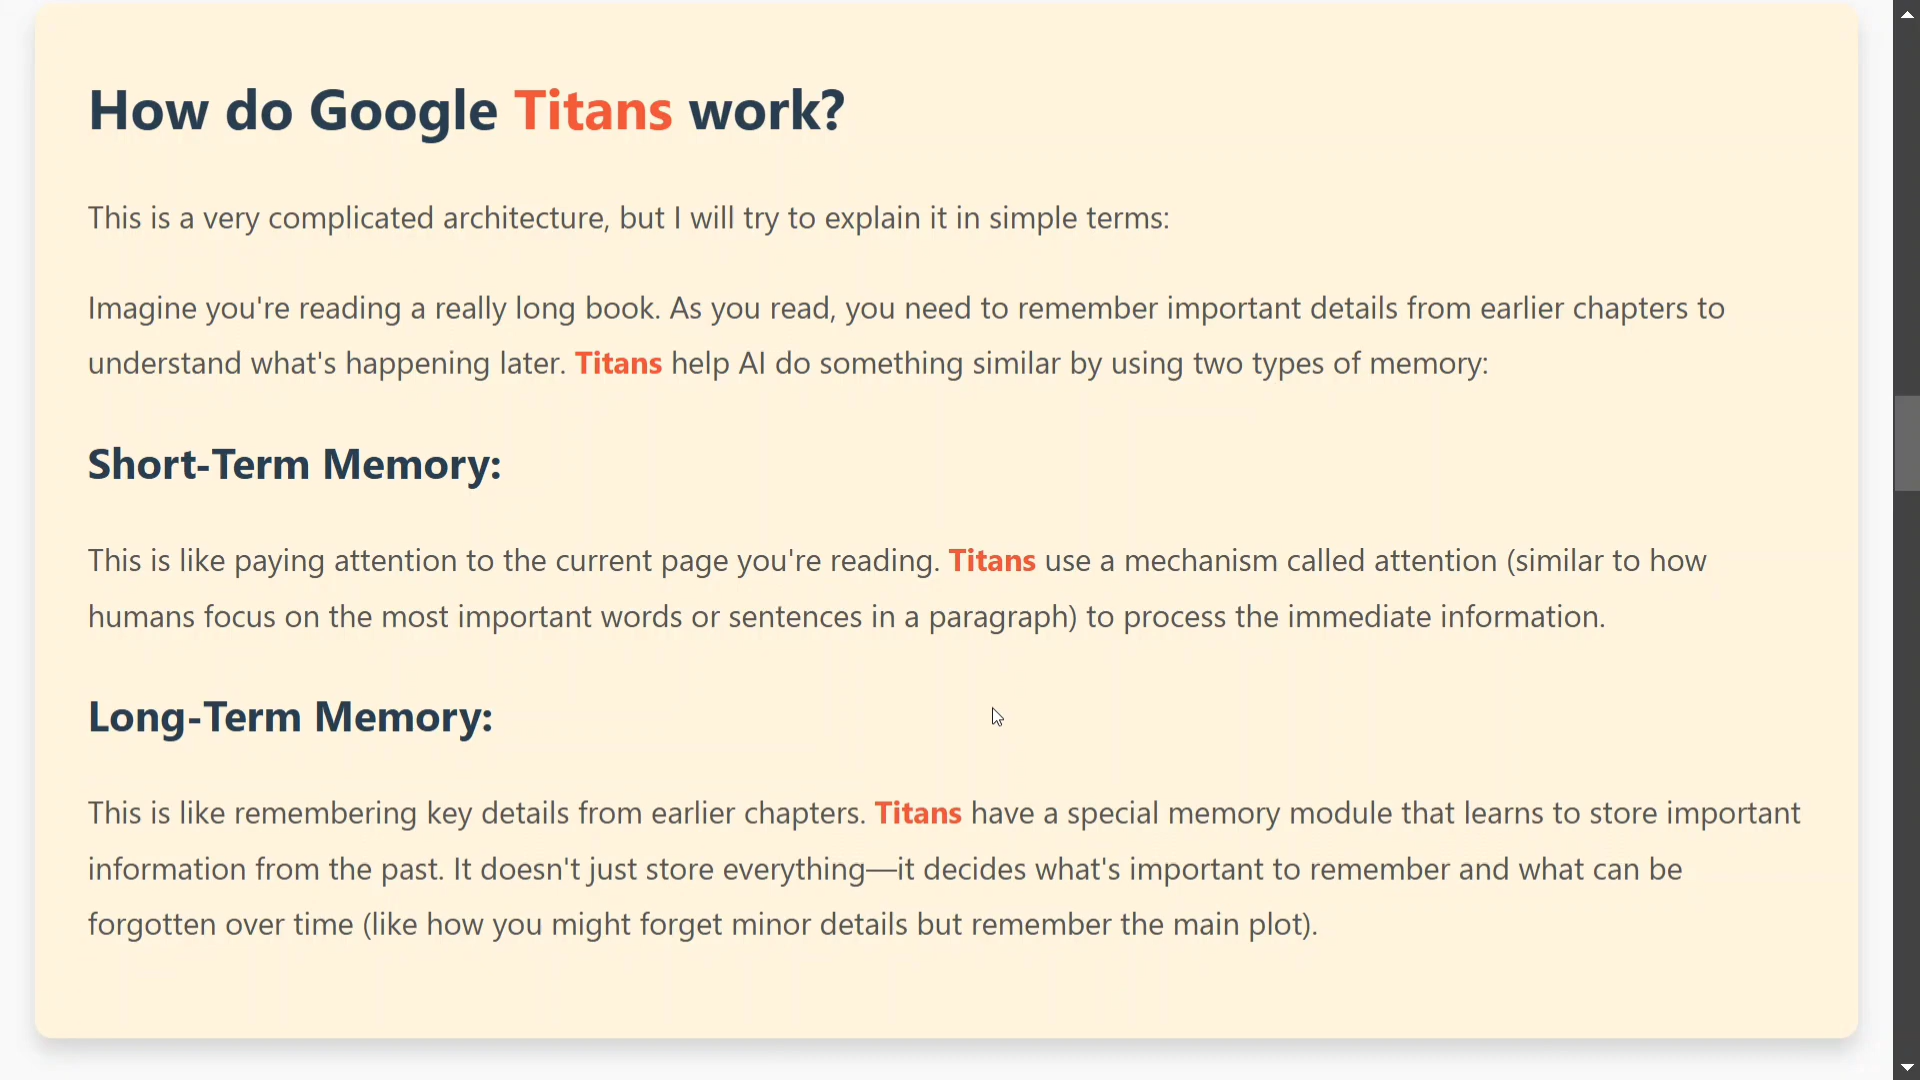 How do Google Titans work?
This is a very complicated architecture, but I will try to explain it in simple terms:
Imagine you're reading a really long book. As you read, you need to remember important details from earlier chapters to
understand what's happening later. Titans help AI do something similar by using two types of memory:
Short-Term Memory:
This is like paying attention to the current page you're reading. Titans use a mechanism called attention (similar to how
humans focus on the most important words or sentences in a paragraph) to process the immediate information.
Long-Term Memory:
This is like remembering key details from earlier chapters. Titans have a special memory module that learns to store important
information from the past. It doesn't just store everything—it decides what's important to remember and what can be
forgotten over time (like how you might forget minor details but remember the main plot).